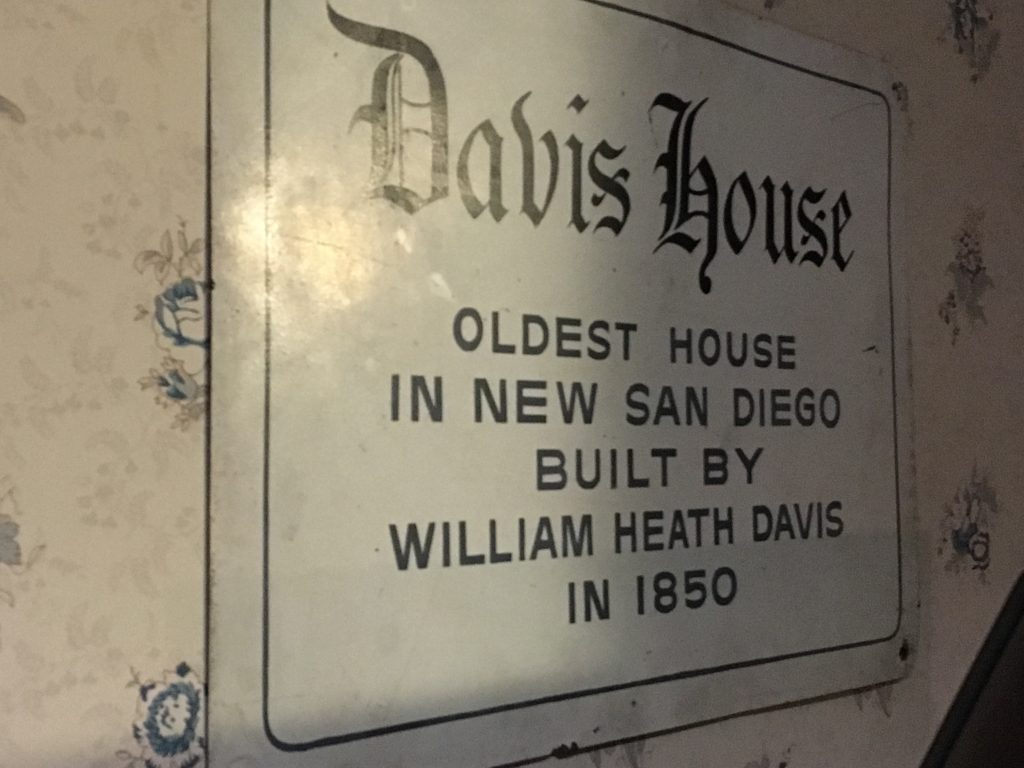 Davis House
OLDEST HOUSE
IN NEW SAN DIEGO
BUILT BY
WILLIAM HEATH DAVIS
IN 1850